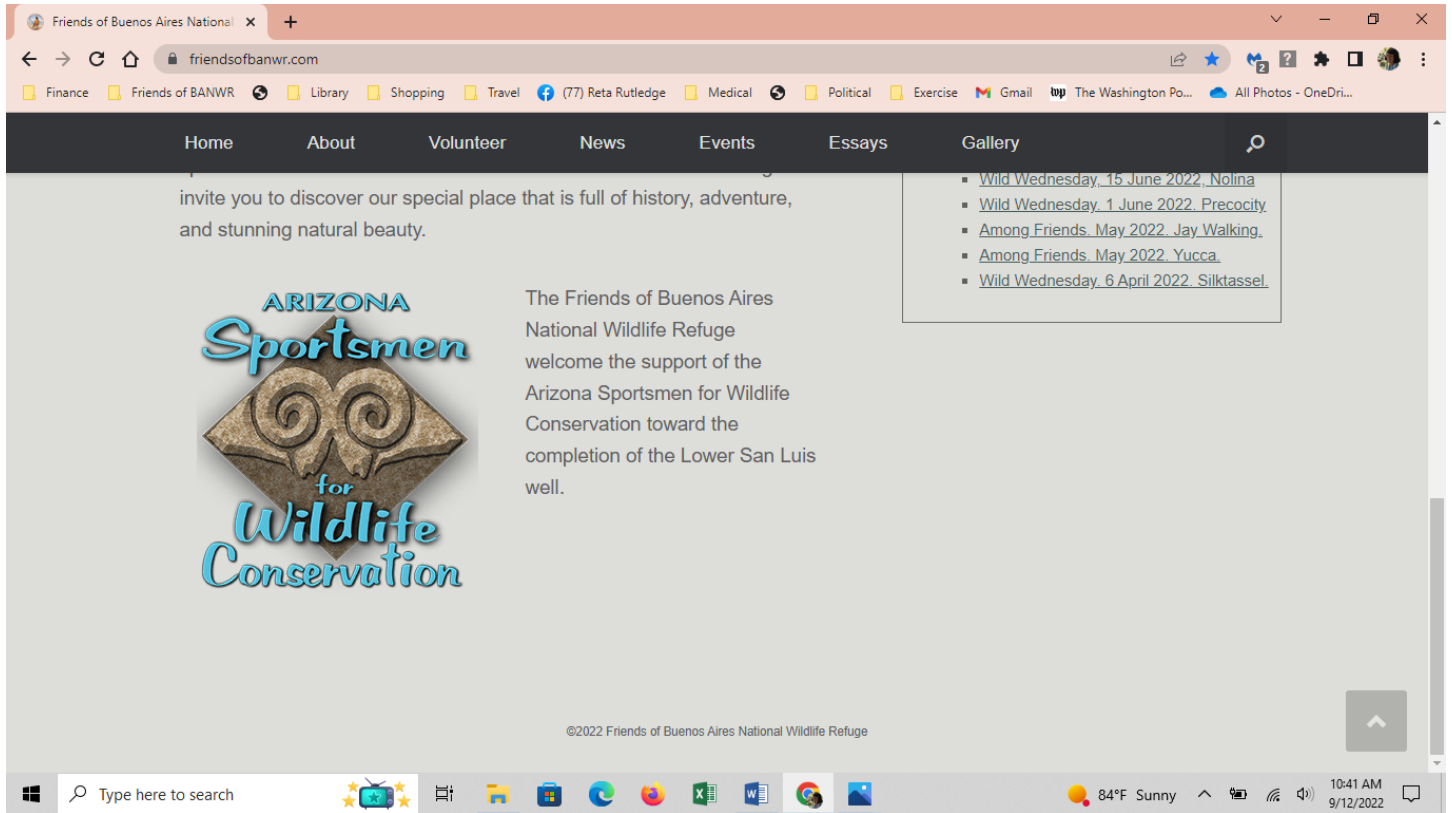 Friends of Buenos Aires National
friendsofbanwr.com
2
Finance Friends of BANWR Library Shopping Travel (77) Reta Rutledge Medical Political Exercise Gmail wp The Washington Po... All Photos - OneDri...
Home About Volunteer News Events Essays Gallery
invite you to discover our special place that is full of history, adventure,
and stunning natural beauty.
Wild Wednesday, 15 June 2022, Nolina
Wild Wednesday. 1 June 2022. Precocity
Among Friends. May 2022. Jay Walking.
Among Friends. May 2022. Yucca.
Wild Wednesday. 6 April 2022. Silktassel.
ARIZONA
Sportsmen
for
Wildlife
Conservation
The Friends of Buenos Aires
National Wildlife Refuge
welcome the support of the
Arizona Sportsmen for Wildlife
Conservation toward the
completion of the Lower San Luis
well.
©2022 Friends of Buenos Aires National Wildlife Refuge
Type here to search
84°F Sunny
10:41 AM
9/12/2022